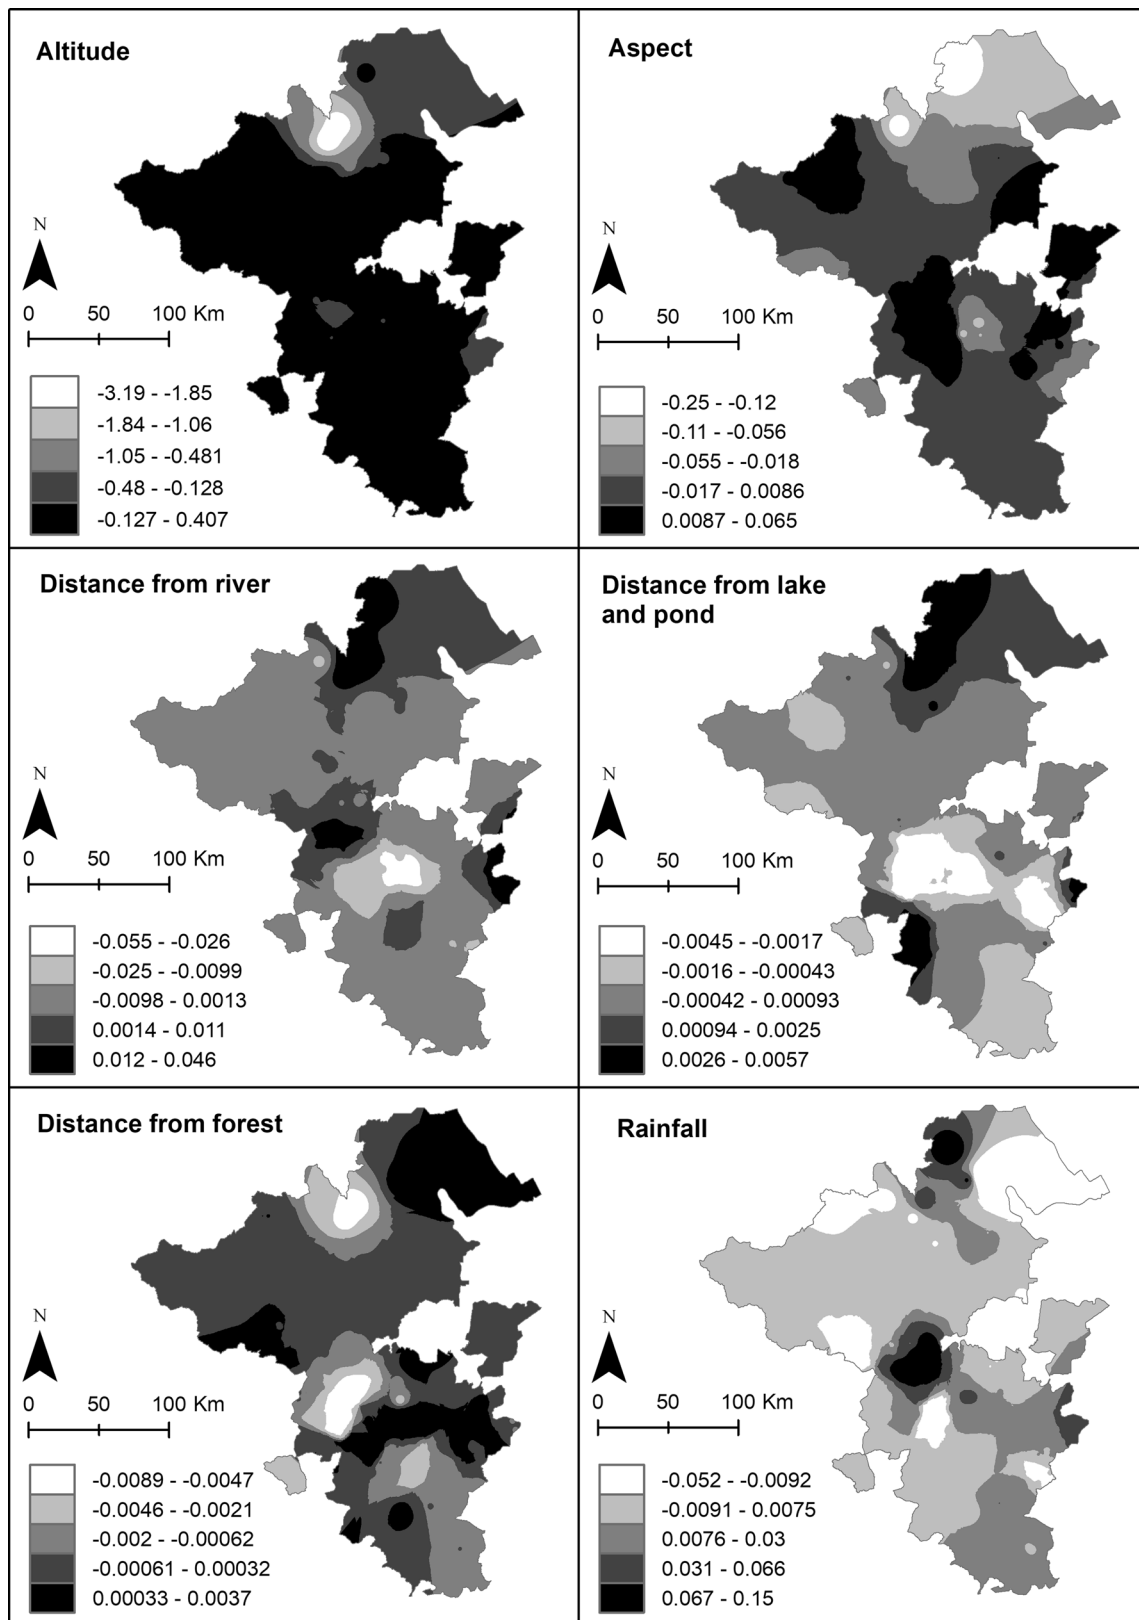 Altitude
N
0 50 100 Km
-3.19 - -1.85
-1.84 - -1.06
-1.05 - -0.481
-0.48 - -0.128
-0.127 - 0.407
Aspect
N
0 50 100 Km
-0.25 - -0.12
-0.11 - -0.056
-0.055 - -0.018
-0.017 - 0.0086
0.0087 - 0.065
Distance from river
N
0 50 100 Km
-0.055 - -0.026
-0.025 - -0.0099
-0.0098 - 0.0013
0.0014 - 0.011
0.012 - 0.046
Distance from lake
and pond
N
0 50 100 Km
-0.0045 - -0.0017
-0.0016 - -0.00043
-0.00042 - 0.00093
0.00094 - 0.0025
0.0026 - 0.0057
Distance from forest
N
0 50 100 Km
-0.0089 - -0.0047
-0.0046 - -0.0021
-0.002 - -0.00062
-0.00061 - 0.00032
0.00033 - 0.0037
Rainfall
N
0 50 100 Km
-0.052 - -0.0092
-0.0091 - 0.0075
0.0076 - 0.03
0.031 - 0.066
0.067 - 0.15